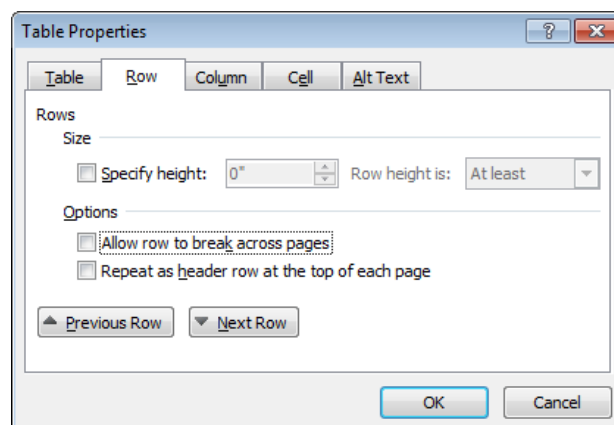 Table Properties
Table Row Column Cell Alt Text
Rows
Size
Specify height: 0" Row height is: At least
Options
Allow row to break across pages
Repeat as header row at the top of each page
Previous Row Next Row
OK Cancel